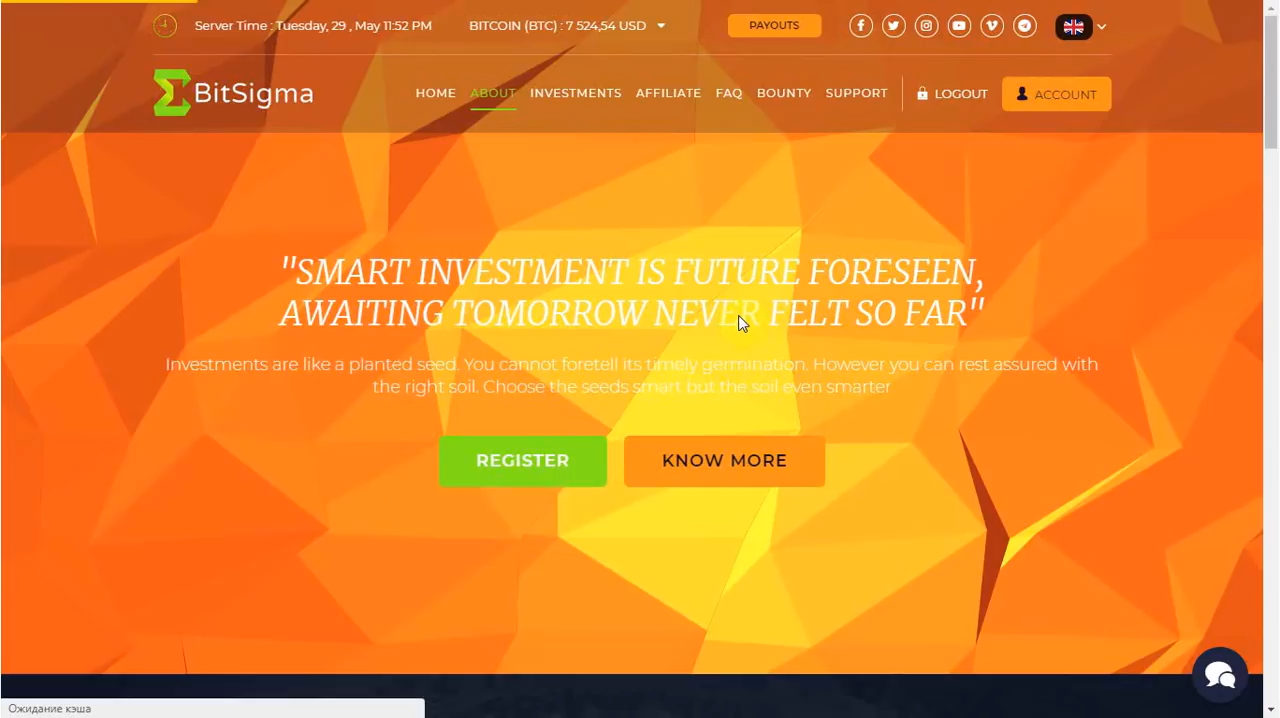 Server Time : Tuesday, 29 , May 11:52 PM
BITCOIN (BTC) : 7 524,54 USD
PAYOUTS
BitSigma
HOME
ABOUT
INVESTMENTS
AFFILIATE
FAQ
BOUNTY
SUPPORT
LOGOUT
ACCOUNT
"SMART INVESTMENT IS FUTURE FORESEEN,
AWAITING TOMORROW NEVER FELT SO FAR"
Investments are like a planted seed. You cannot foretell its timely germination. However you can rest assured with
the right soil. Choose the seeds smart but the soil even smarter
REGISTER
KNOW MORE
Ожидание кэша